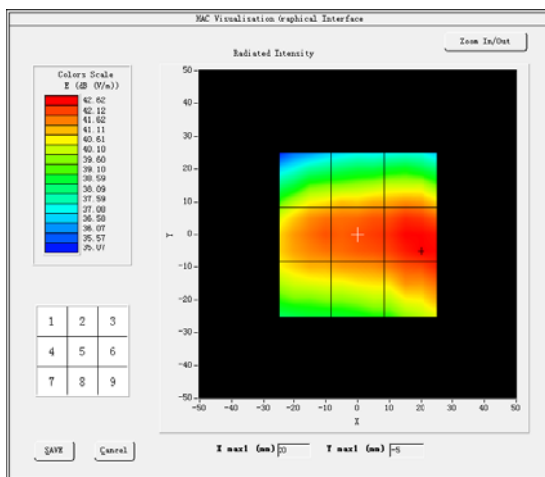 HAC Visualisation Graphical Interface
Zoom In/Out
Radiated Intensity
Colors Scale
E (dB (V/m))
42.62
42.12
41.62
41.11
40.61
40.10
39.60
39.10
38.59
38.09
37.59
37.08
36.58
36.07
35.57
35.07
50
40
30
20
10
0
-10
-20
-30
-40
-50
Y
-50 -40 -30 -20 -10 0 10 20 30 40 50
X
1 2 3
4 5 6
7 8 9
SAVE
Cancel
X max1 (mm)
Y max1 (mm) -5